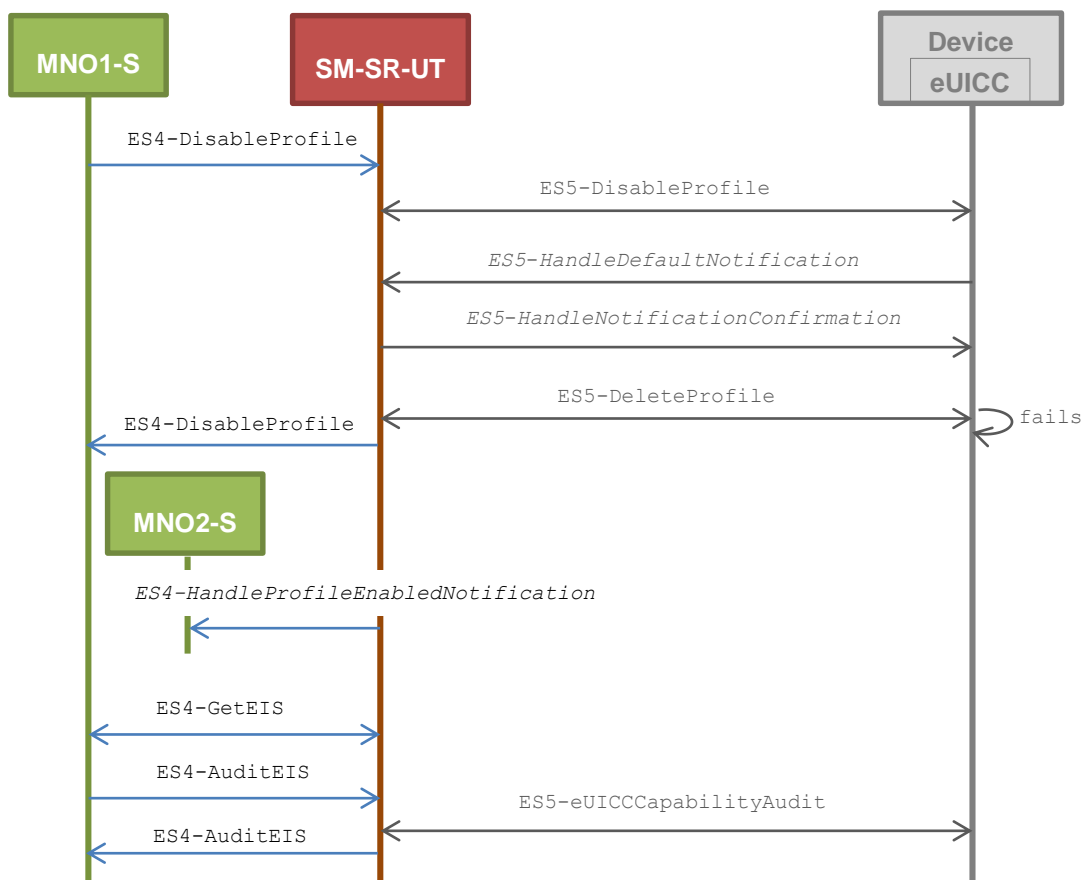 MNO1-S
SM-SR-UT
Device
eUICC
ES4-DisableProfile
ES5-DisableProfile
ES5-HandleDefaultNotification
ES5-HandleNotificationConfirmation
ES5-DeleteProfile
fails
ES4-DisableProfile
MNO2-S
ES4-HandleProfileEnabledNotification
ES4-GetEIS
ES4-AuditEIS
ES5-eUICCCapabilityAudit
ES4-AuditEIS